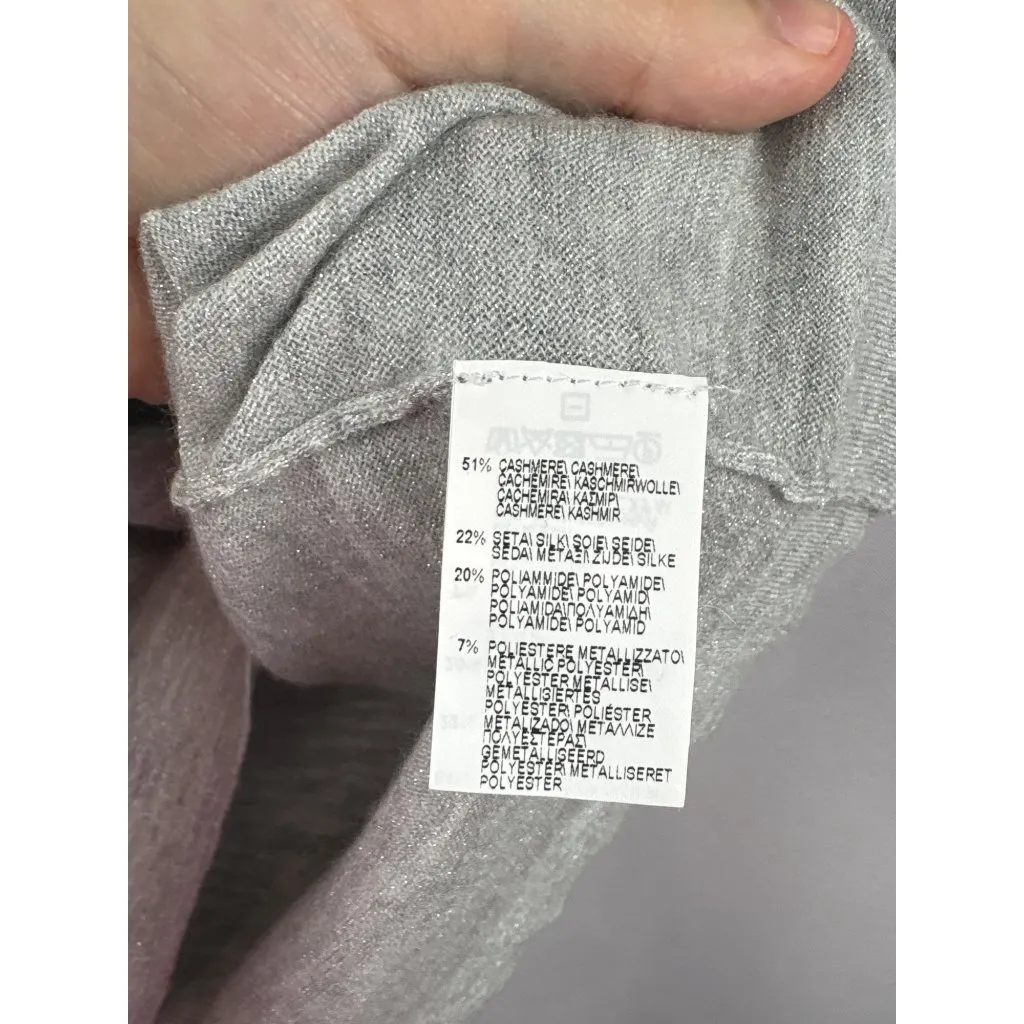 51% CASHMERE\ CASHMERE\
CACHEMIRE\ KASCHMIRWOLLE\
CACHEMIRA\ ΚΑΣΜΙΡ\
CASHMERE\ KASHMIR
22% SETA\ SILK\ SOIE\ SEIDE\
SEDA\ ΜΕΤΑΞΙ\ ZIJDE\ SILKE
20% POLIAMMIDE\ POLYAMIDE\
POLYAMIDE\ POLYAMID\
POLIAMIDA\ΠΟΛΥΑΜΙΔΗ\
POLYAMIDE\ POLYAMID
7% POLIESTERE METALLIZZATO\
METALLIC POLYESTER\
POLYESTER METALLISE\
METALLISIERTES
POLYESTER\ POLIÉSTER
METALIZADO\ ΜΕΤΑΛΛΙΖΕ
ΠΟΛΥΕΣΤΕΡΑΣ\
GEMETALLISEERD
POLYESTER\ METALLISERET
POLYESTER